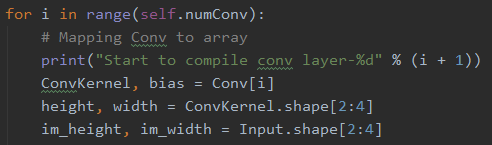 for i in range(self.numConv):
    # Mapping Conv to array
    print("Start to compile conv layer-%d" % (i + 1))
    ConvKernel, bias = Conv[i]
    height, width = ConvKernel.shape[2:4]
    im_height, im_width = Input.shape[2:4]